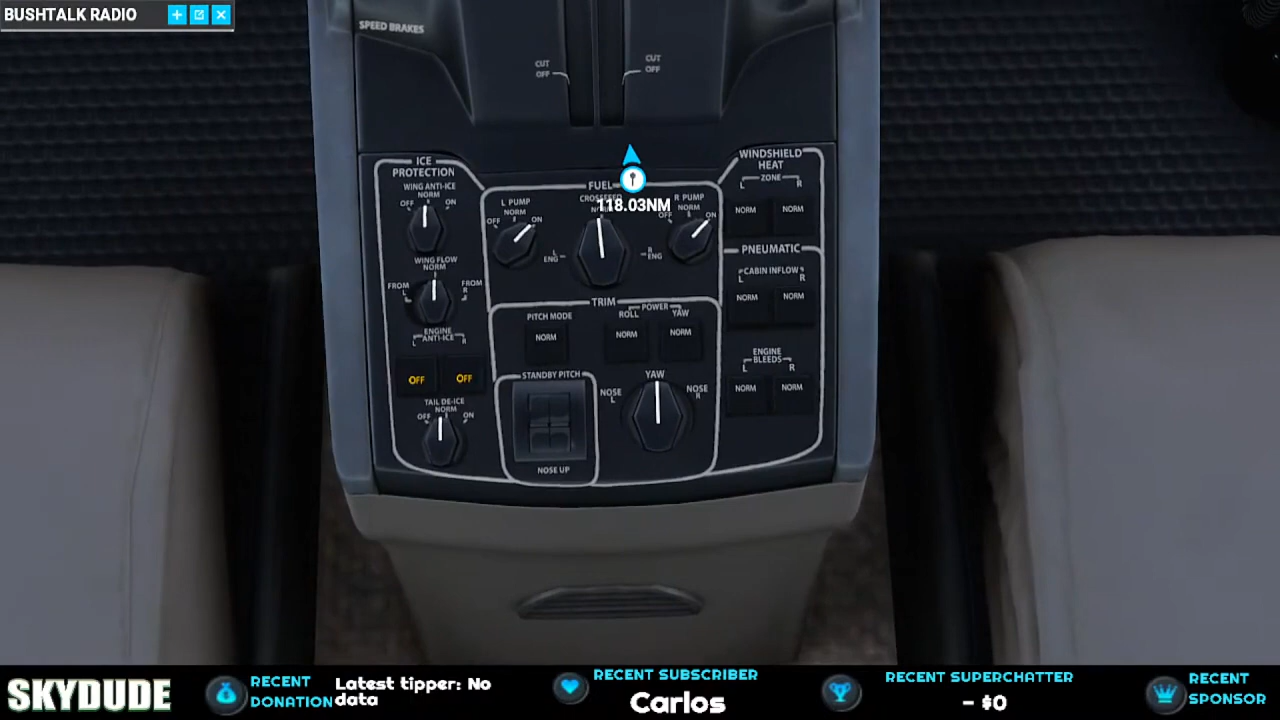 BUSHTALK RADIO
SPEED BRAKES
CUT
OFF
CUT
OFF
ICE
PROTECTION
WING ANTI-ICE
NORM
OFF
ON
WING FLOW
NORM
FROM
L
FROM
R
ENGINE
ANTI-ICE
L
R
OFF
OFF
TAIL DE-ICE
NORM
OFF
ON
FUEL
L PUMP
NORM
OFF
ON
CROSSFEED
118.03NM
L
ENG
R
ENG
R PUMP
NORM
OFF
ON
TRIM
PITCH MODE
NORM
POWER
ROLL
YAW
NORM
NORM
STANDBY PITCH
NOSE UP
YAW
NOSE
L
NOSE
R
WINDSHIELD
HEAT
ZONE
L
R
NORM
NORM
PNEUMATIC
CABIN INFLOW
L
R
NORM
NORM
ENGINE
BLEEDS
L
R
NORM
NORM
SKYDUDE
RECENT
DONATION
Latest tipper: No
data
RECENT SUBSCRIBER
Carlos
RECENT SUPERCHATTER
- $0
RECENT
SPONSOR